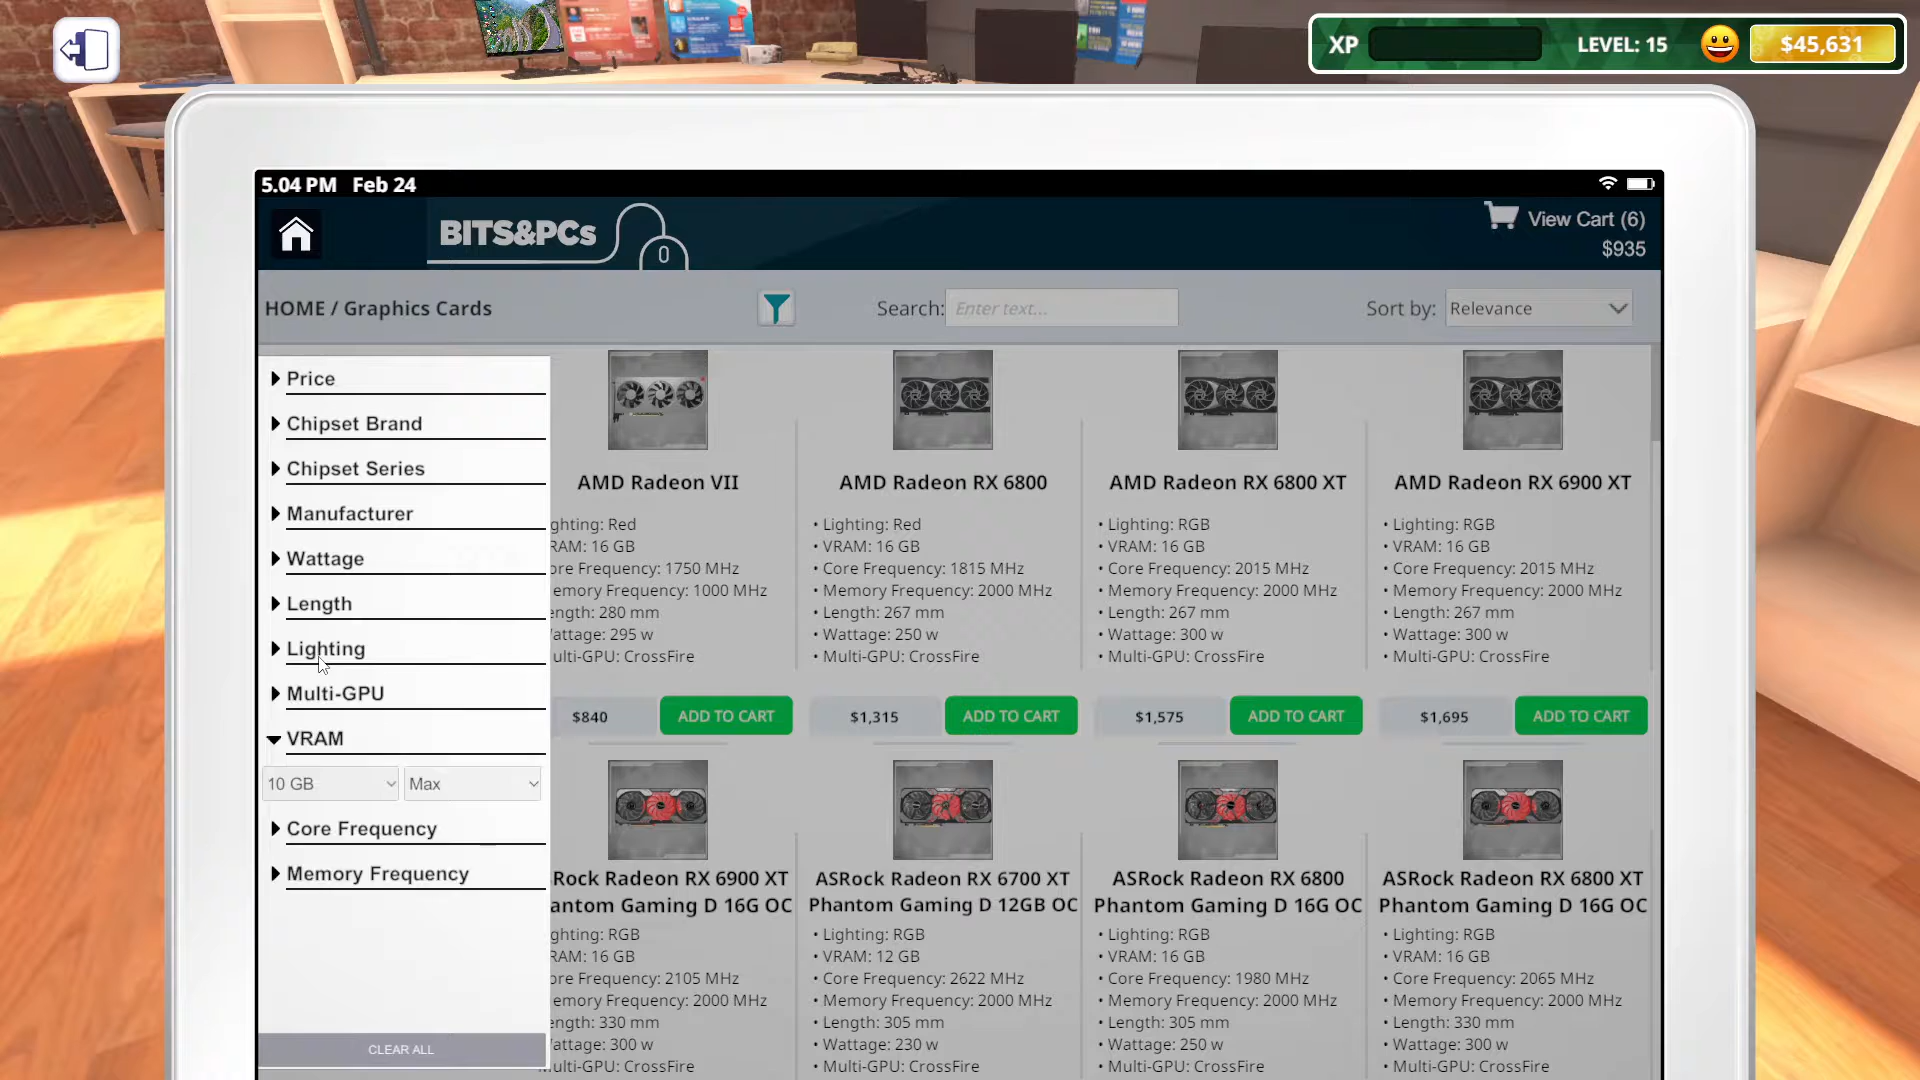 XP
LEVEL: 15
$45,631
5.04 PM Feb 24
BITS&PCs
0
View Cart (6)
$935
HOME / Graphics Cards
Search: Enter text...
Sort by: Relevance
Price
Chipset Brand
Chipset Series
Manufacturer
Wattage
Length
Lighting
Multi-GPU
VRAM
10 GB Max
Core Frequency
Memory Frequency
CLEAR ALL
AMD Radeon VII
ghting: Red
RAM: 16 GB
ore Frequency: 1750 MHz
emory Frequency: 1000 MHz
ength: 280 mm
attage: 295 w
ulti-GPU: CrossFire
$840 ADD TO CART
AMD Radeon RX 6800
• Lighting: Red
• VRAM: 16 GB
• Core Frequency: 1815 MHz
• Memory Frequency: 2000 MHz
• Length: 267 mm
• Wattage: 250 w
• Multi-GPU: CrossFire
$1,315 ADD TO CART
AMD Radeon RX 6800 XT
• Lighting: RGB
• VRAM: 16 GB
• Core Frequency: 2015 MHz
• Memory Frequency: 2000 MHz
• Length: 267 mm
• Wattage: 300 w
• Multi-GPU: CrossFire
$1,575 ADD TO CART
AMD Radeon RX 6900 XT
• Lighting: RGB
• VRAM: 16 GB
• Core Frequency: 2015 MHz
• Memory Frequency: 2000 MHz
• Length: 267 mm
• Wattage: 300 w
• Multi-GPU: CrossFire
$1,695 ADD TO CART
Rock Radeon RX 6900 XT
antom Gaming D 16G OC
ghting: RGB
RAM: 16 GB
ore Frequency: 2105 MHz
emory Frequency: 2000 MHz
ength: 330 mm
attage: 300 w
ulti-GPU: CrossFire
ASRock Radeon RX 6700 XT
Phantom Gaming D 12GB OC
• Lighting: RGB
• VRAM: 12 GB
• Core Frequency: 2622 MHz
• Memory Frequency: 2000 MHz
• Length: 305 mm
• Wattage: 230 w
• Multi-GPU: CrossFire
ASRock Radeon RX 6800
Phantom Gaming D 16G OC
• Lighting: RGB
• VRAM: 16 GB
• Core Frequency: 1980 MHz
• Memory Frequency: 2000 MHz
• Length: 305 mm
• Wattage: 250 w
• Multi-GPU: CrossFire
ASRock Radeon RX 6800 XT
Phantom Gaming D 16G OC
• Lighting: RGB
• VRAM: 16 GB
• Core Frequency: 2065 MHz
• Memory Frequency: 2000 MHz
• Length: 330 mm
• Wattage: 300 w
• Multi-GPU: CrossFire